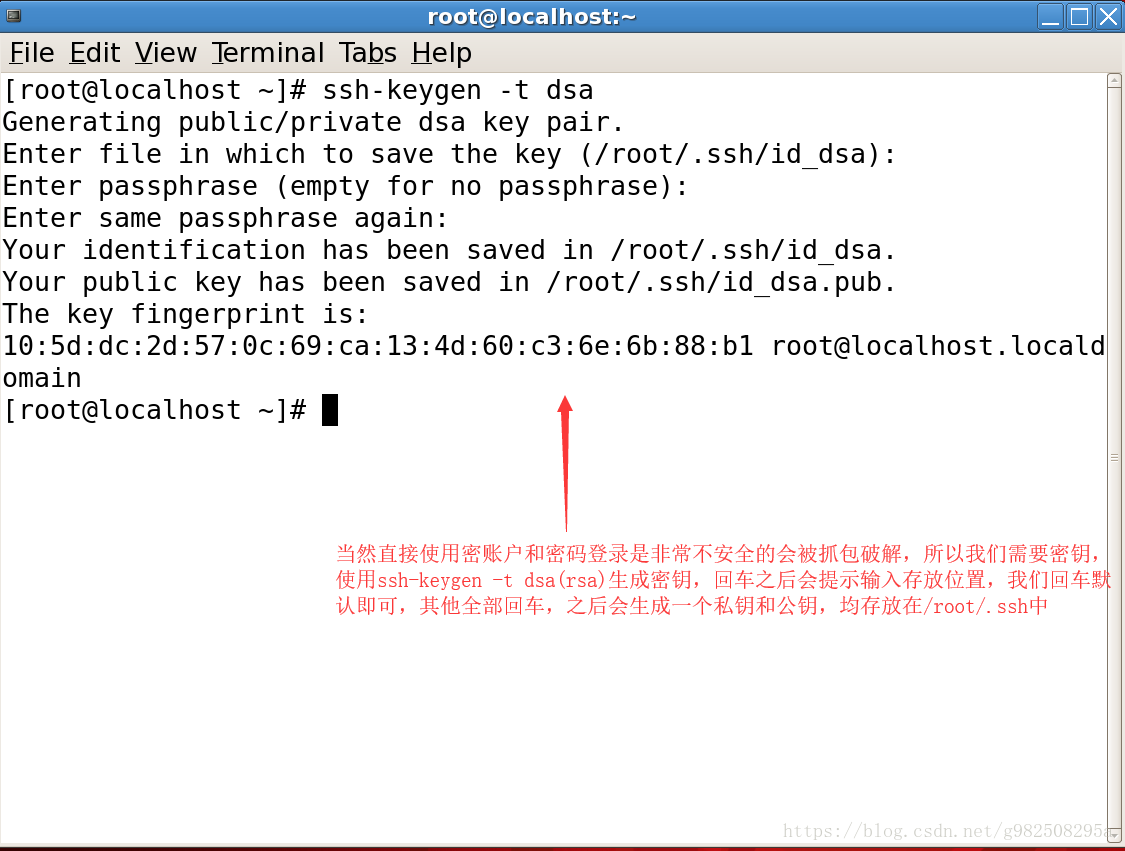 root@localhost:~
File Edit View Terminal Tabs Help
[root@localhost ~]# ssh-keygen -t dsa
Generating public/private dsa key pair.
Enter file in which to save the key (/root/.ssh/id_dsa):
Enter passphrase (empty for no passphrase):
Enter same passphrase again:
Your identification has been saved in /root/.ssh/id_dsa.
Your public key has been saved in /root/.ssh/id_dsa.pub.
The key fingerprint is:
10:5d:dc:2d:57:0c:69:ca:13:4d:60:c3:6e:6b:88:b1 root@localhost.locald
omain
[root@localhost ~]#
当然直接使用密账户和密码登录是非常不安全的会被抓包破解，所以我们需要密钥，
使用ssh-keygen -t dsa(rsa)生成密钥，回车之后会提示输入存放位置，我们回车默
认即可，其他全部回车，之后会生成一个私钥和公钥，均存放在/root/.ssh中
https://blog.csdn.net/g982508295a